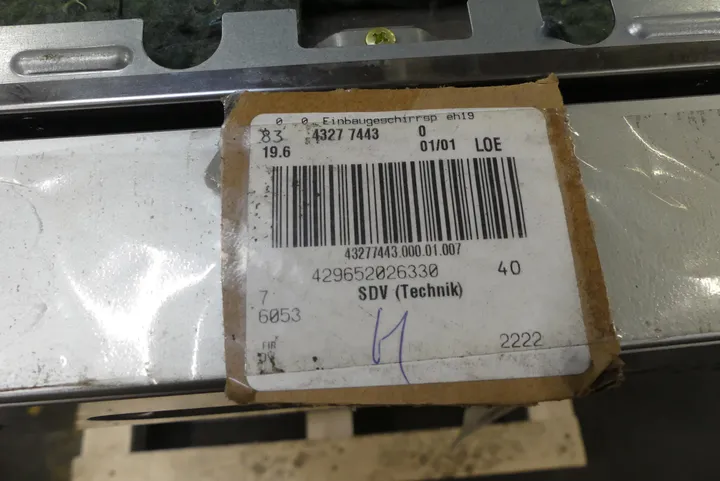 0 0 Einbaugeschirrsp eh19
83 4327 7443 0
19.6 01/01 LOE
43277443.000.01.007
429652026330 40
SDV (Technik)
7
6053
2222